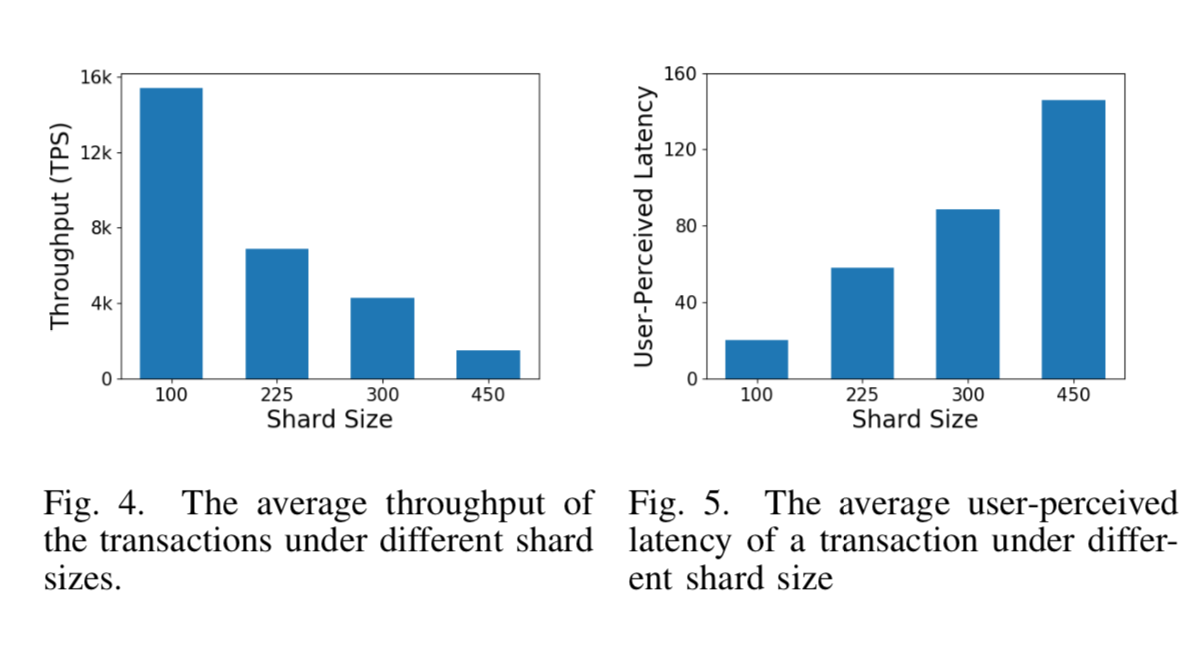 16k
12k
8k
4k
0
Throughput (TPS)
100 225 300 450
Shard Size
160
120
80
40
0
User-Perceived Latency
100 225 300 450
Shard Size
Fig. 4. The average throughput of
the transactions under different shard
sizes.
Fig. 5. The average user-perceived
latency of a transaction under differ-
ent shard size